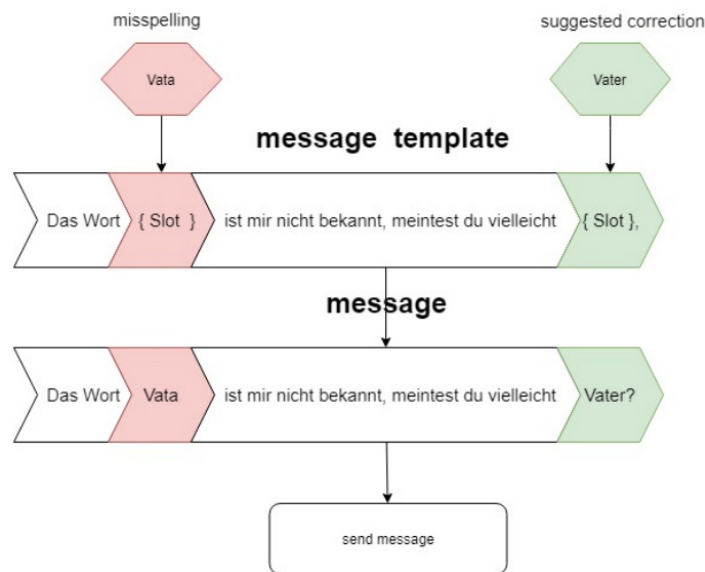 misspelling
suggested correction
Vata
Vater
message template
Das Wort { Slot } ist mir nicht bekannt, meintest du vielleicht { Slot },
message
Das Wort Vata ist mir nicht bekannt, meintest du vielleicht Vater?
send message